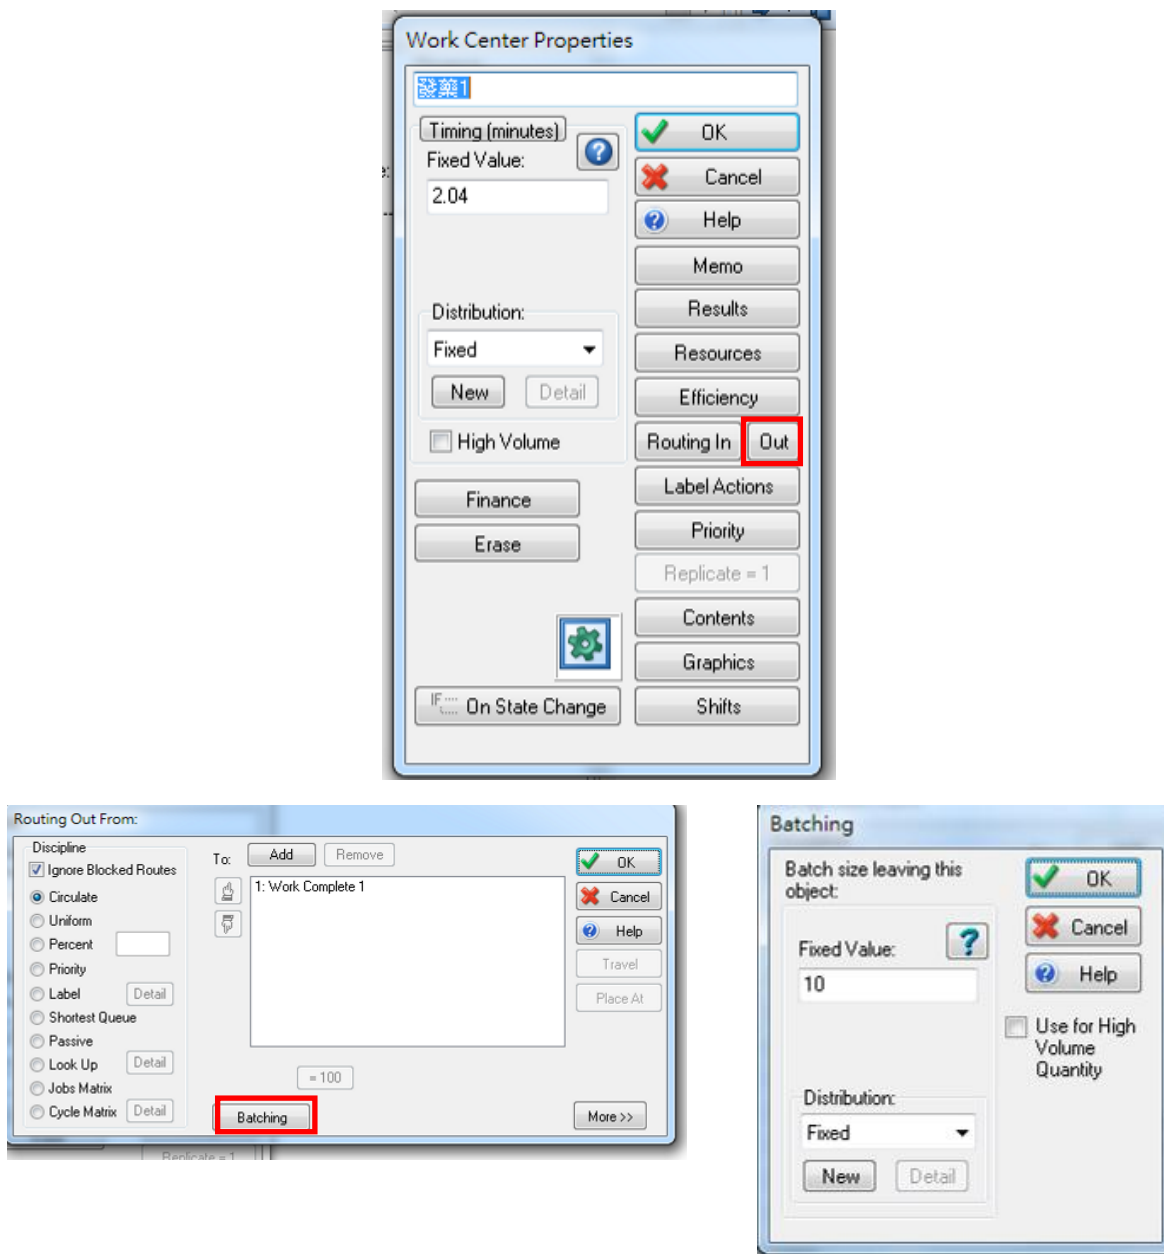 Work Center Properties
發藥1
Timing (minutes)
Fixed Value:
2.04
Distribution:
Fixed
New
Detail
High Volume
Finance
Erase
IF
On State Change
OK
Cancel
Help
Memo
Results
Resources
Efficiency
Routing In
Out
Label Actions
Priority
Replicate = 1
Contents
Graphics
Shifts
Routing Out From:
Discipline
Ignore Blocked Routes
Circulate
Uniform
Percent
Priority
Label
Detail
Shortest Queue
Passive
Look Up
Detail
Jobs Matrix
Cycle Matrix
Detail
To:
Add
Remove
1: Work Complete 1
= 100
Batching
OK
Cancel
Help
Travel
Place At
More >>
Replicate = 1
Batching
Batch size leaving this
object:
Fixed Value:
10
Distribution:
Fixed
New
Detail
OK
Cancel
Help
Use for High
Volume
Quantity